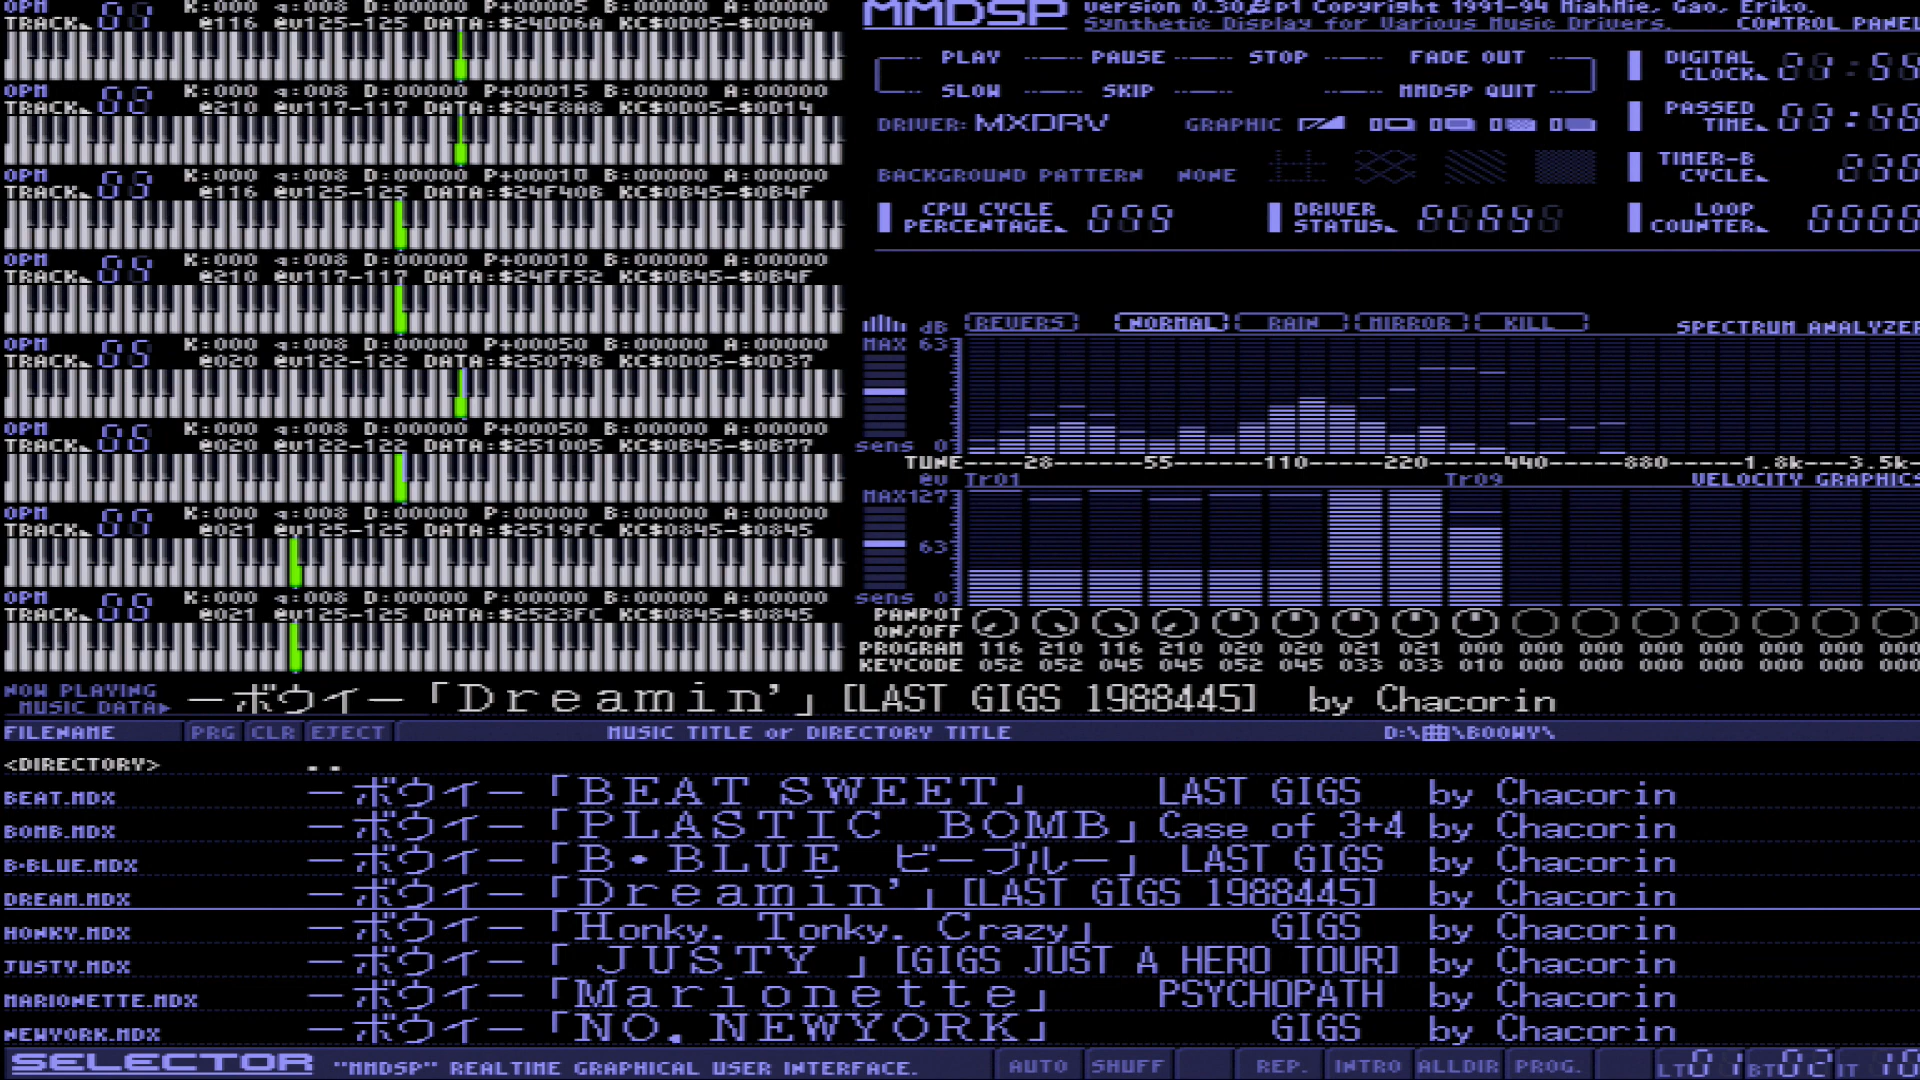 OPM K:000 q:008 D:00000 P+00005 B:00000 A:00000
TRACK @116 @v125-125 DATA:$24DD6A KC$0D05-$0D0A
OPM K:000 q:008 D:00000 P+00015 B:00000 A:00000
TRACK @210 @v117-117 DATA:$24E8A8 KC$0D05-$0D14
OPM K:000 q:008 D:00000 P+00010 B:00000 A:00000
TRACK @116 @v125-125 DATA:$24F40B KC$0B45-$0B4F
OPM K:000 q:008 D:00000 P+00010 B:00000 A:00000
TRACK @210 @v117-117 DATA:$24FF52 KC$0B45-$0B4F
OPM K:000 q:008 D:00000 P+00050 B:00000 A:00000
TRACK @020 @v122-122 DATA:$25079B KC$0D05-$0D37
OPM K:000 q:008 D:00000 P+00050 B:00000 A:00000
TRACK @020 @v122-122 DATA:$251005 KC$0B45-$0B77
OPM K:000 q:008 D:00000 P:00000 B:00000 A:00000
TRACK @021 @v125-125 DATA:$2519FC KC$0845-$0845
OPM K:000 q:008 D:00000 P:00000 B:00000 A:00000
TRACK @021 @v125-125 DATA:$2523FC KC$0845-$0845
MMDSP version 0.30 p1 Copyright 1991-94 MiahMie, Gao, Eriko.
Synthetic Display for Various Music Drivers. CONTROL PANEL
PLAY PAUSE STOP FADE OUT
SLOW SKIP MMDSP QUIT
DRIVER: MXDRV GRAPHIC
BACKGROUND PATTERN NONE
CPU CYCLE PERCENTAGE
DRIVER STATUS
DIGITAL CLOCK
PASSED TIME
TIMER-B CYCLE
LOOP COUNTER
dB REVERS NORMAL RAIN MIRROR KILL SPECTRUM ANALYZER
MAX 63
sens 0
TUNE 28 55 110 220 440 880 1.8k 3.5k
@v Tr01 Tr09 VELOCITY GRAPHICS
MAX 127
63
sens 0
PANPOT
ON/OFF
PROGRAM 116 210 116 210 020 020 021 021 000 000 000 000 000 000 000 000
KEYCODE 052 052 045 045 052 045 033 033 010 000 000 000 000 000 000 000
NOW PLAYING
MUSIC DATA ーボウイー「Dreamin'」[LAST GIGS 1988445] by Chacorin
FILENAME PRG CLR EJECT MUSIC TITLE or DIRECTORY TITLE D:\曲\BOOWY\
<DIRECTORY> ..
BEAT.MDX ーボウイー「BEAT SWEET」 LAST GIGS by Chacorin
BOMB.MDX ーボウイー「PLASTIC BOMB」Case of 3+4 by Chacorin
B-BLUE.MDX ーボウイー「B・BLUE ビーブルー」 LAST GIGS by Chacorin
DREAM.MDX ーボウイー「Dreamin'」[LAST GIGS 1988445] by Chacorin
HONKY.MDX ーボウイー「Honky. Tonky. Crazy」 GIGS by Chacorin
JUSTY.MDX ーボウイー「 JUSTY 」[GIGS JUST A HERO TOUR] by Chacorin
MARIONETTE.MDX ーボウイー「Marionette」 PSYCHOPATH by Chacorin
NEWYORK.MDX ーボウイー「NO. NEWYORK」 GIGS by Chacorin
SELECTOR "MMDSP" REALTIME GRAPHICAL USER INTERFACE. AUTO SHUFF REP. INTRO ALLDIR PROG. LT01 BT02 IT